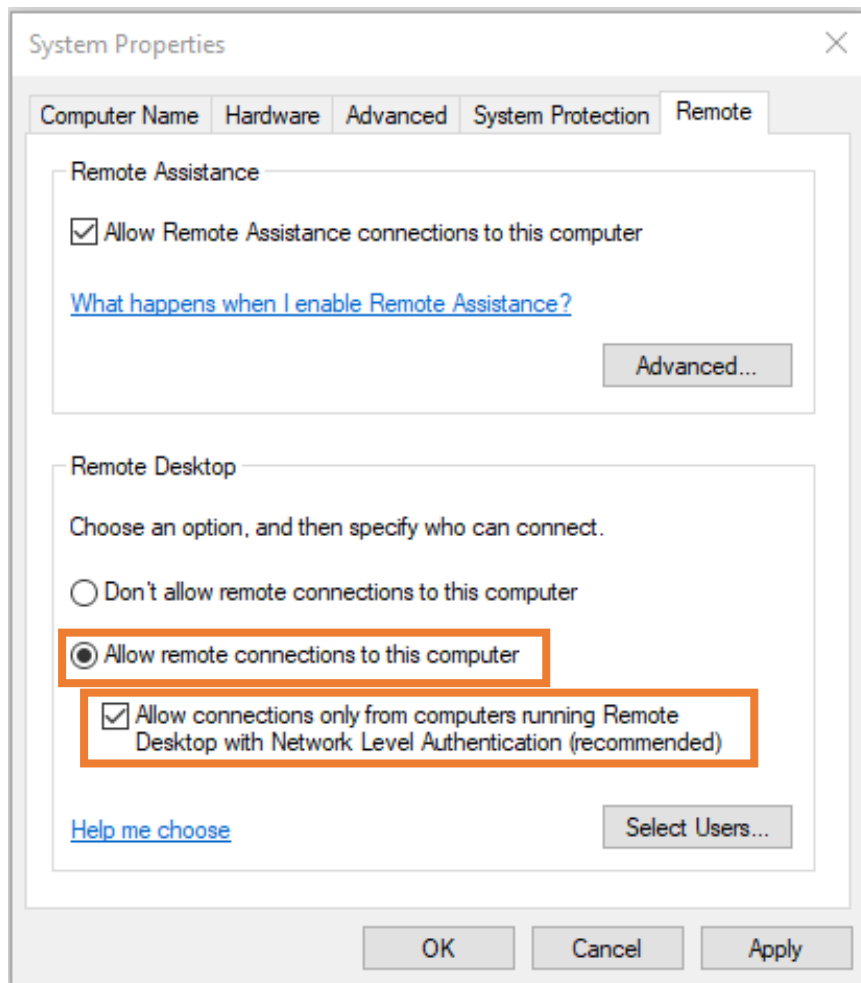 System Properties
Computer Name
Hardware
Advanced
System Protection
Remote
Remote Assistance
Allow Remote Assistance connections to this computer
What happens when I enable Remote Assistance?
Advanced...
Remote Desktop
Choose an option, and then specify who can connect.
Don't allow remote connections to this computer
Allow remote connections to this computer
Allow connections only from computers running Remote
Desktop with Network Level Authentication (recommended)
Help me choose
Select Users...
OK
Cancel
Apply